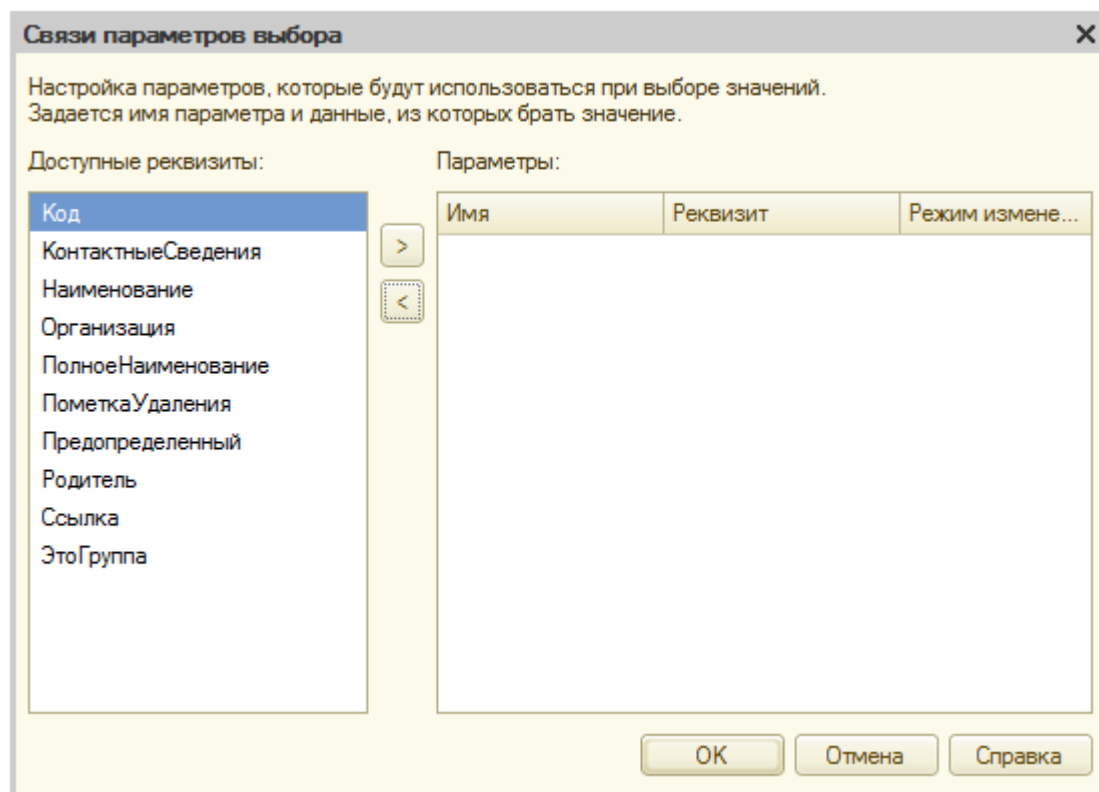 Связи параметров выбора
Настройка параметров, которые будут использоваться при выборе значений.
Задается имя параметра и данные, из которых брать значение.
Доступные реквизиты:
Параметры:
Код
КонтактныеСведения
Наименование
Организация
ПолноеНаименование
ПометкаУдаления
Предопределенный
Родитель
Ссылка
ЭтоГруппа
>
<
Имя Реквизит Режим измене...
OK Отмена Справка